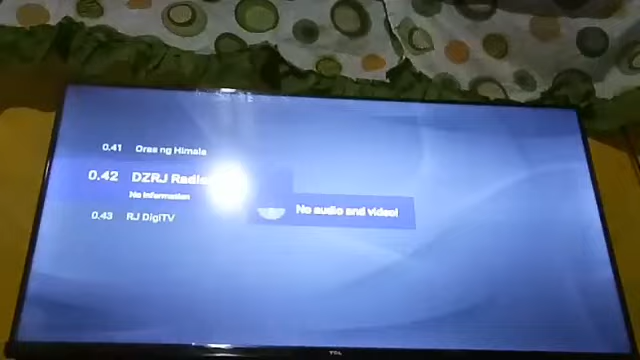 0.41 Oras ng Himala
0.42 DZRJ Radio
No Information
0.43 RJ DigiTV
No audio and video!
TCL